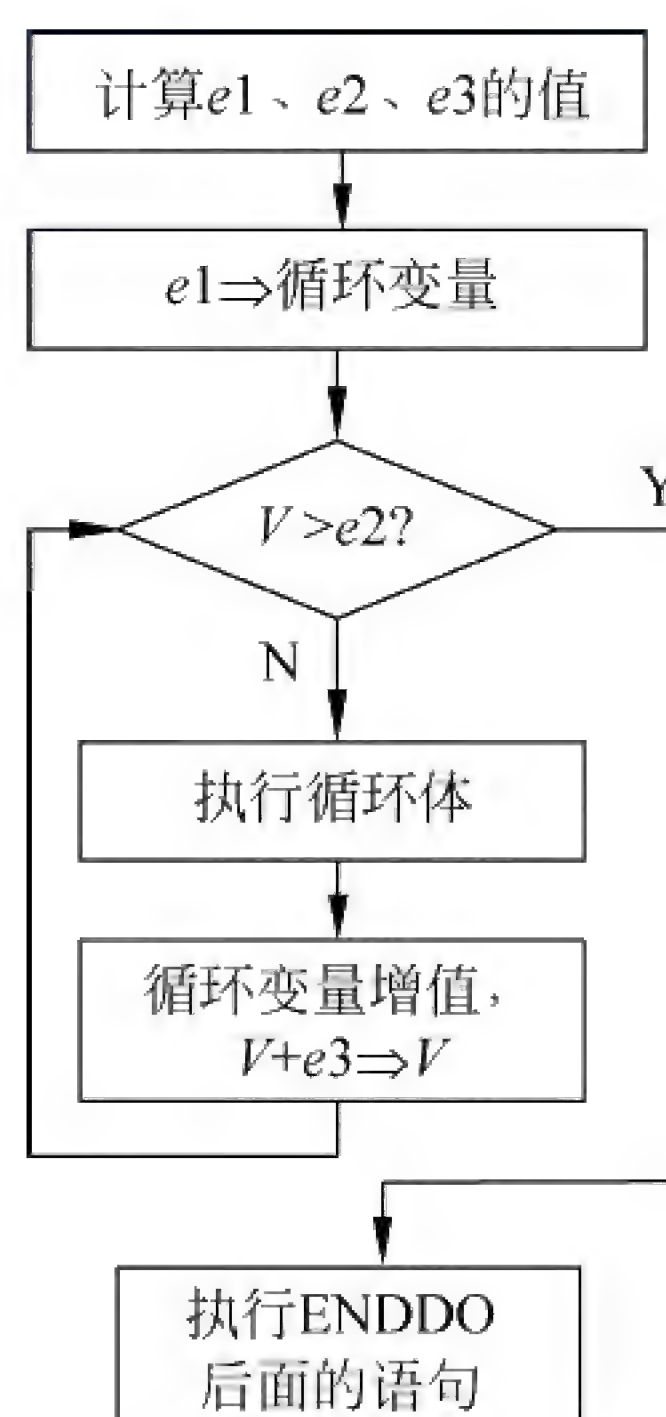 计算e1、e2、e3的值
e1⇒循环变量
V>e2?
Y
N
执行循环体
循环变量增值,
V+e3⇒V
执行ENDDO
后面的语句